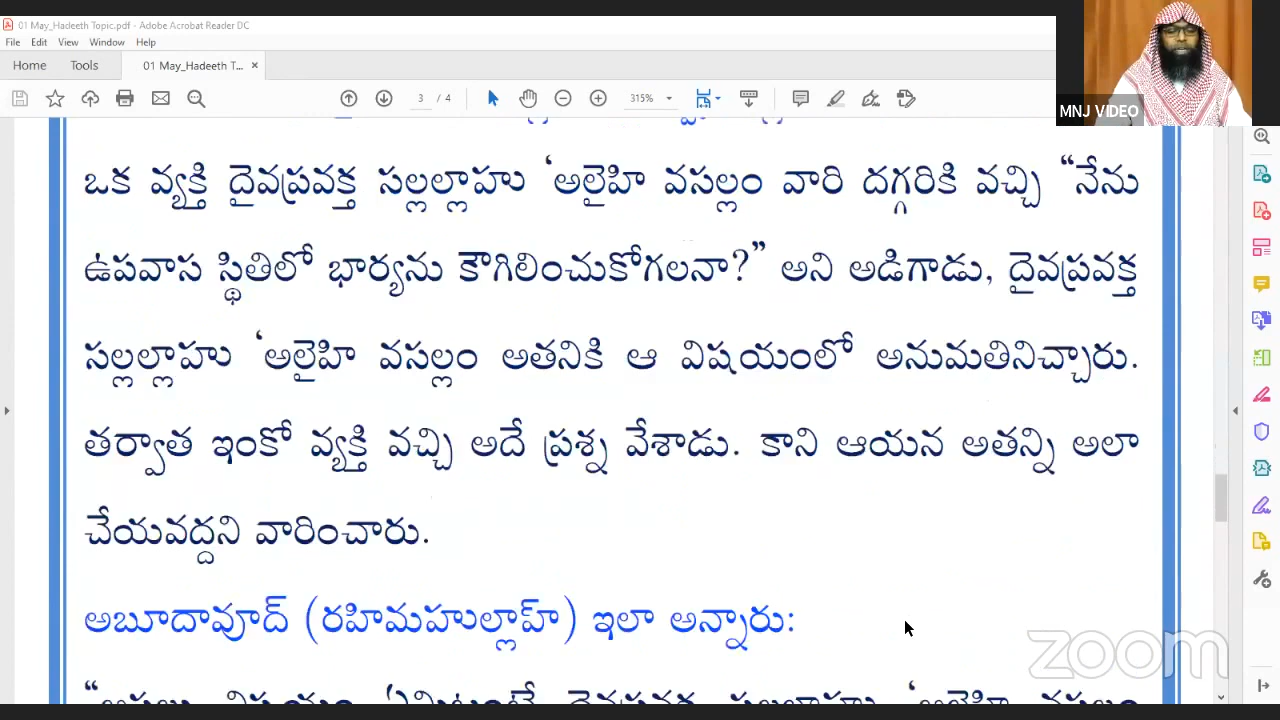 01 May_Hadeeth Topic.pdf - Adobe Acrobat Reader DC
File Edit View Window Help
Home Tools 01 May_Hadeeth T... ×
3 / 4 315%
MNJ VIDEO
ఒక వ్యక్తి దైవప్రవక్త సల్లల్లాహు ‘అలైహి వసల్లం వారి దగ్గరికి వచ్చి “నేను
ఉపవాస స్థితిలో భార్యను కౌగిలించుకోగలనా?” అని అడిగాడు, దైవప్రవక్త
సల్లల్లాహు ‘అలైహి వసల్లం అతనికి ఆ విషయంలో అనుమతినిచ్చారు.
తర్వాత ఇంకో వ్యక్తి వచ్చి అదే ప్రశ్న వేశాడు. కాని ఆయన అతన్ని అలా
చేయవద్దని వారించారు.
అబూదావూద్ (రహిమహుల్లాహ్) ఇలా అన్నారు:
zoom